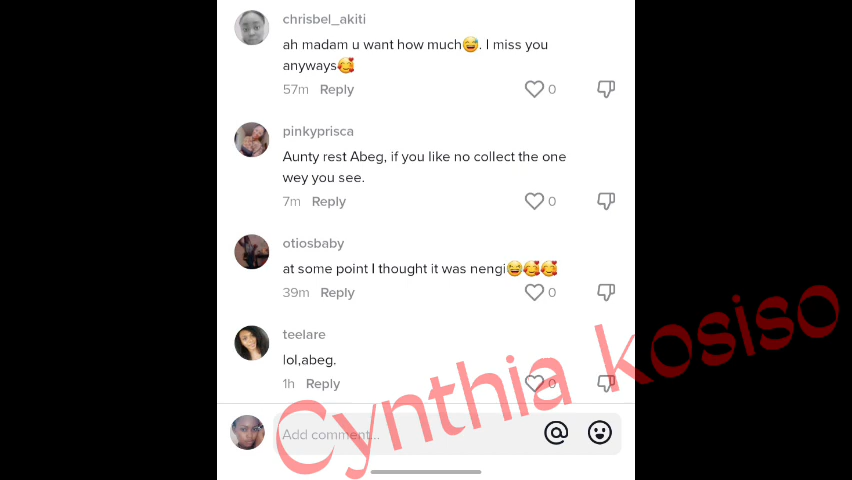 chrisbel_akiti
ah madam u want how much😅. I miss you
anyways🥰
57m Reply
0
pinkyprisca
Aunty rest Abeg, if you like no collect the one
wey you see.
7m Reply
0
otiosbaby
at some point I thought it was nengi😅🥰🥰
39m Reply
0
teelare
lol,abeg.
1h Reply
0
Add comment...
Cynthia kosiso